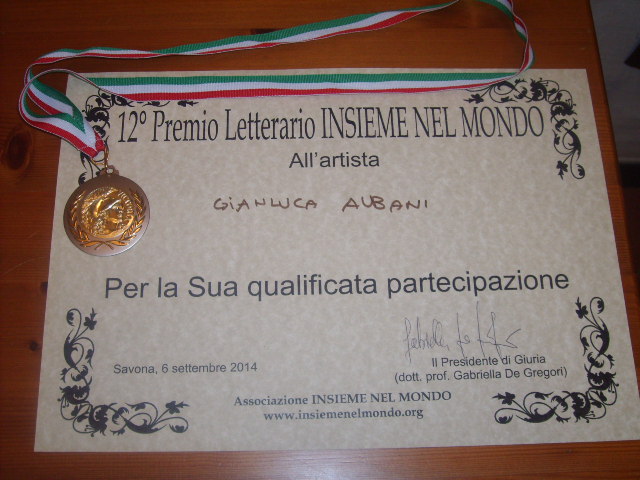 12° Premio Letterario INSIEME NEL MONDO
All'artista
GIANLUCA ALBANI
Per la Sua qualificata partecipazione
Savona, 6 settembre 2014
Il Presidente di Giuria
(dott. prof. Gabriella De Gregori)
Associazione INSIEME NEL MONDO
www.insiemenelmondo.org